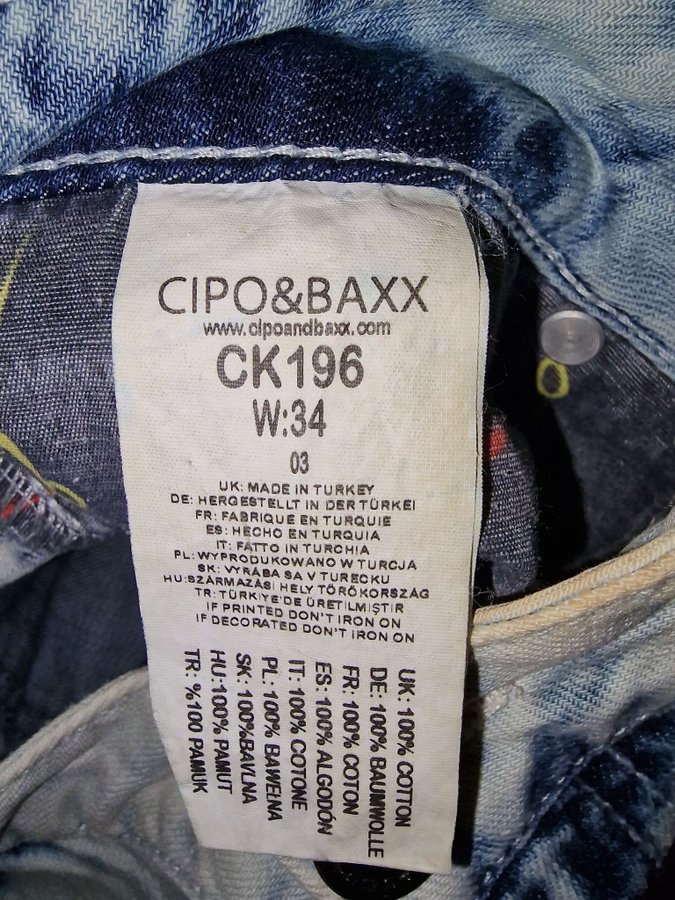 CIPO&BAXX
www.cipoandbaxx.com
CK196
W:34
03
UK: MADE IN TURKEY
DE: HERGESTELLT IN DER TÜRKEI
FR: FABRIQUE EN TURQUIE
ES: HECHO EN TURQUIA
IT: FATTO IN TURCHIA
PL: WYPRODUKOWANO W TURCJA
SK: VYRÁBA SA V TURECKU
HU:SZÁRMAZÁSI HELY TÖRÖKORSZÁG
TR: TÜRKİYE'DE ÜRETİLMİŞTİR
IF PRINTED DON'T IRON ON
IF DECORATED DON'T IRON ON
UK: 100% COTTON
DE: 100% BAUMWOLLE
FR: 100% COTON
ES: 100% ALGODÓN
IT: 100% COTONE
PL: 100% BAWEŁNA
SK: 100%BAVLNA
HU:100% PAMUT
TR: %100 PAMUK